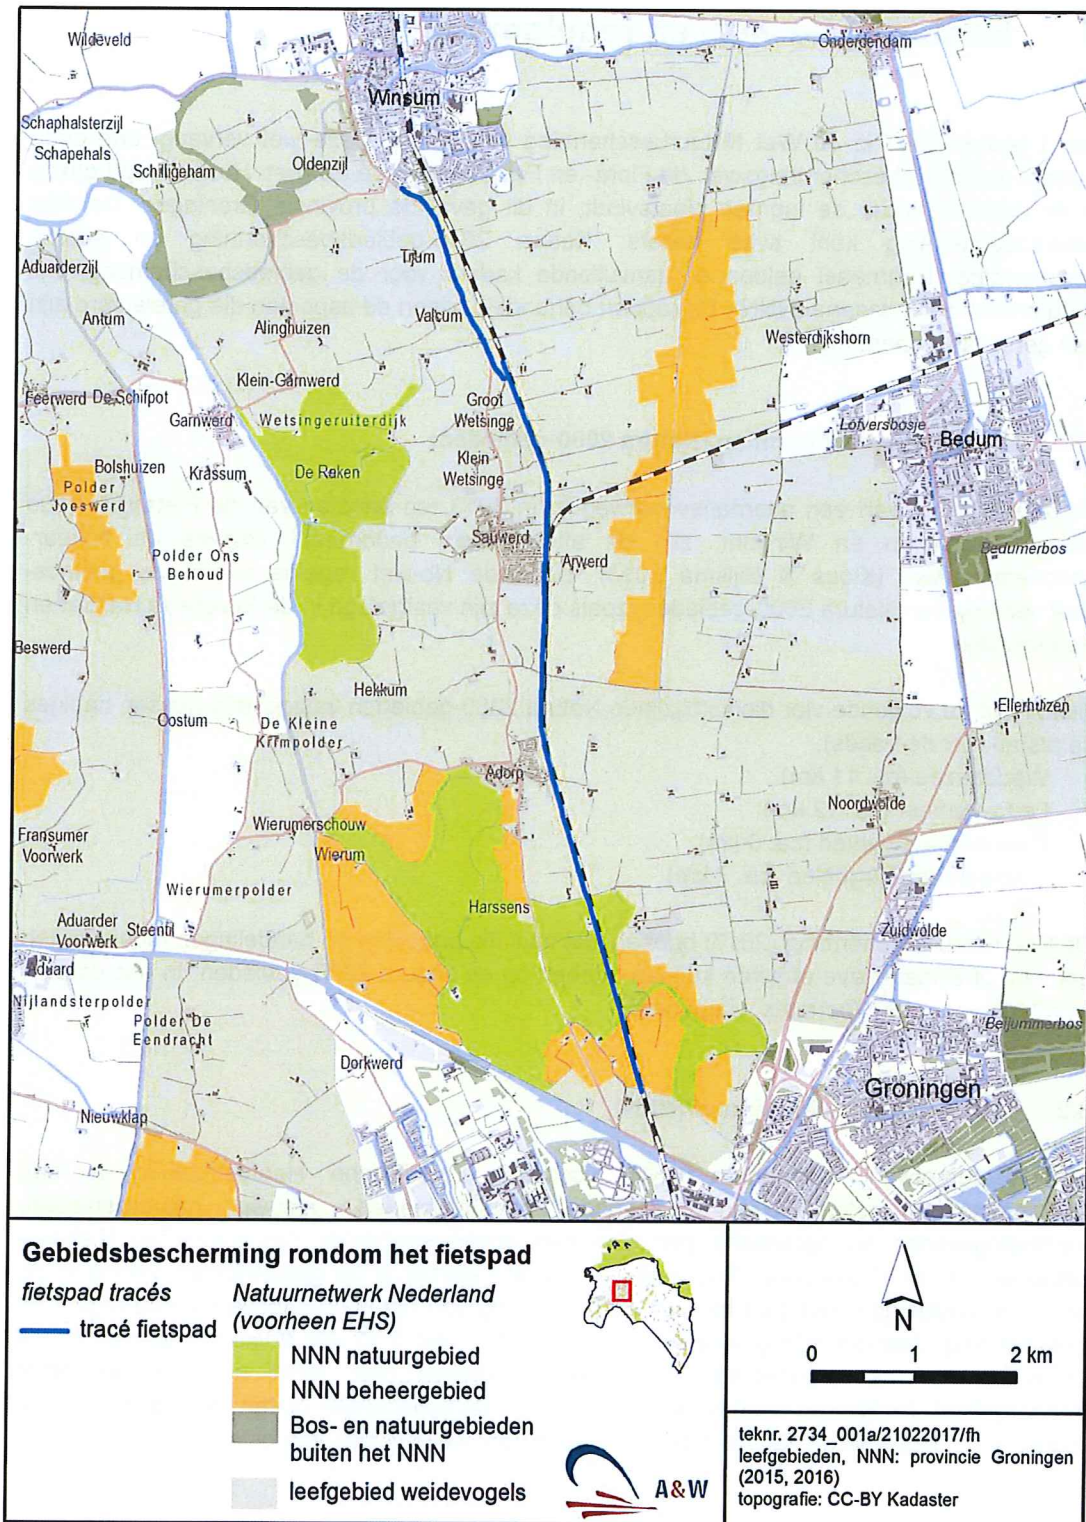 Wildeveld
Onderdendam
Winsum
Schaphalsterzijl
Schapehals
Schilligeham
Oldenzijl
Aduarderzijl
Trjum
Antum
Alinghuizen
Valcum
Westerdijkshorn
Klein-Garnwerd
Feerwerd
De Schifpot
Garnwerd
Wetsingeruiterdijk
Groot
Wetsinge
Lofversbosje
Bedum
Bolshuizen
Krassum
De Raken
Klein
Wetsinge
Polder
Joeswerd
Sauwerd
Arwerd
Bedumerbos
Polder Ons
Behoud
Beswerd
Hekkum
Oostum
De Kleine
Krimpolder
Ellerhuizen
Adorp
Noordwolde
Fransumer
Voorwerk
Wierumerschouw
Wierum
Wierumerpolder
Harssens
Aduarder
Voorwerk
Steentil
Zuidwolde
Aduard
Nijlandsterpolder
Polder De
Eendracht
Beijummerbos
Dorkwerd
Groningen
Nieuwklap
Gebiedsbescherming rondom het fietspad
fietspad tracés
tracé fietspad
Natuurnetwerk Nederland
(voorheen EHS)
NNN natuurgebied
NNN beheergebied
Bos- en natuurgebieden
buiten het NNN
leefgebied weidevogels
A&W
N
0 1 2 km
teknr. 2734_001a/21022017/fh
leefgebieden, NNN: provincie Groningen
(2015, 2016)
topografie: CC-BY Kadaster